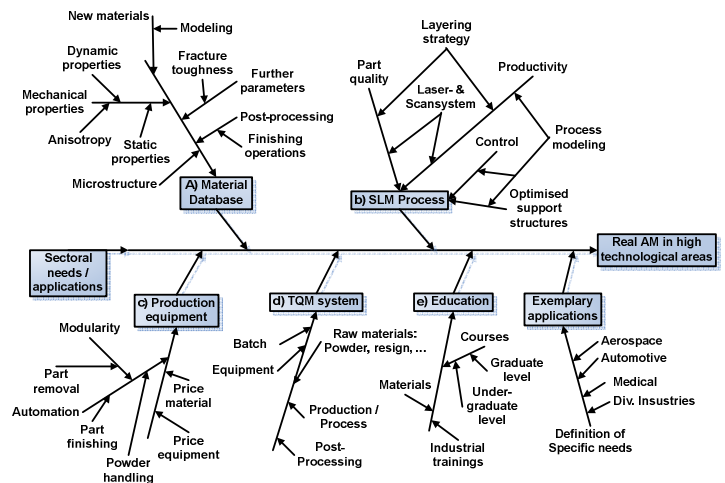 New materials
Modeling
Dynamic
properties
Fracture
toughness
Further
parameters
Mechanical
properties
Anisotropy
Static
properties
Post-processing
Finishing
operations
Microstructure
A) Material
Database
Layering
strategy
Part
quality
Productivity
Laser- &
Scansystem
Control
Process
modeling
Optimised
support
structures
b) SLM Process
Sectoral
needs /
applications
Real AM in high
technological areas
c) Production
equipment
d) TQM system
e) Education
Exemplary
applications
Modularity
Part
removal
Automation
Part
finishing
Powder
handling
Price
material
Price
equipment
Batch
Equipment
Raw materials:
Powder, resign, ...
Production /
Process
Post-
Processing
Courses
Graduate
level
Under-
graduate
level
Materials
Industrial
trainings
Aerospace
Automotive
Medical
Div. Insustries
Definition of
Specific needs